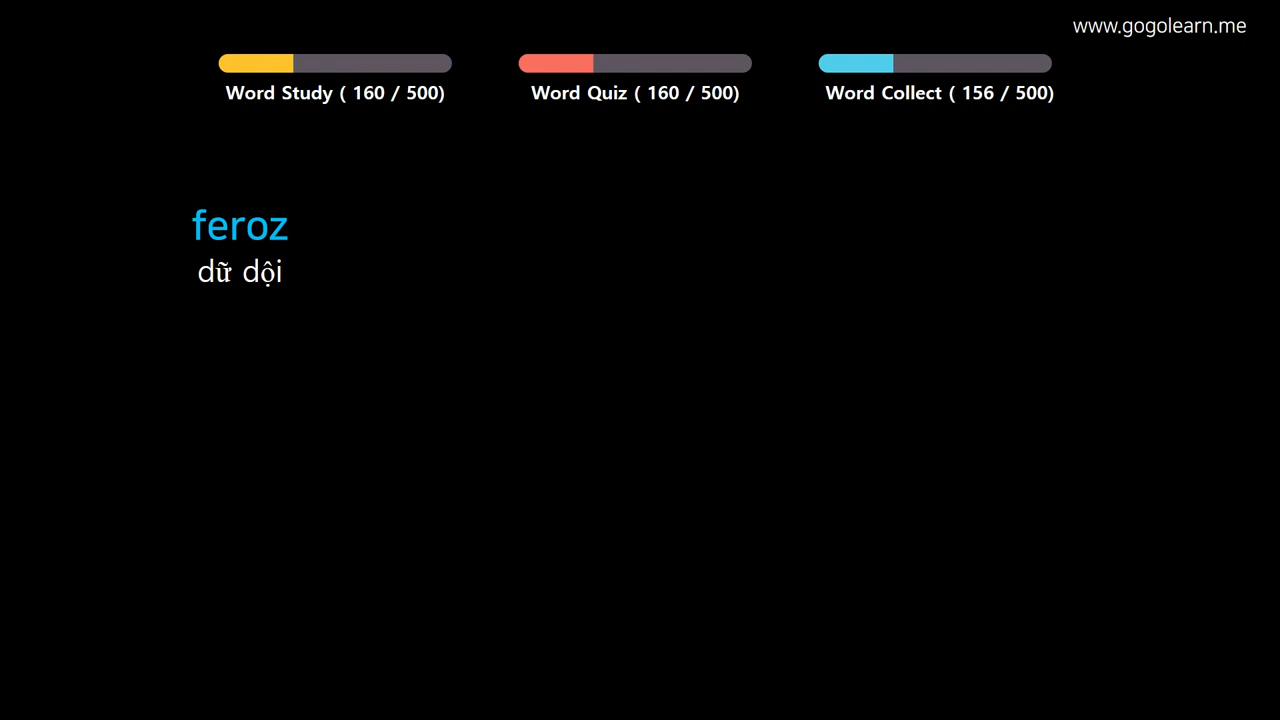 www.gogolearn.me
Word Study ( 160 / 500)
Word Quiz ( 160 / 500)
Word Collect ( 156 / 500)
feroz
dữ dội